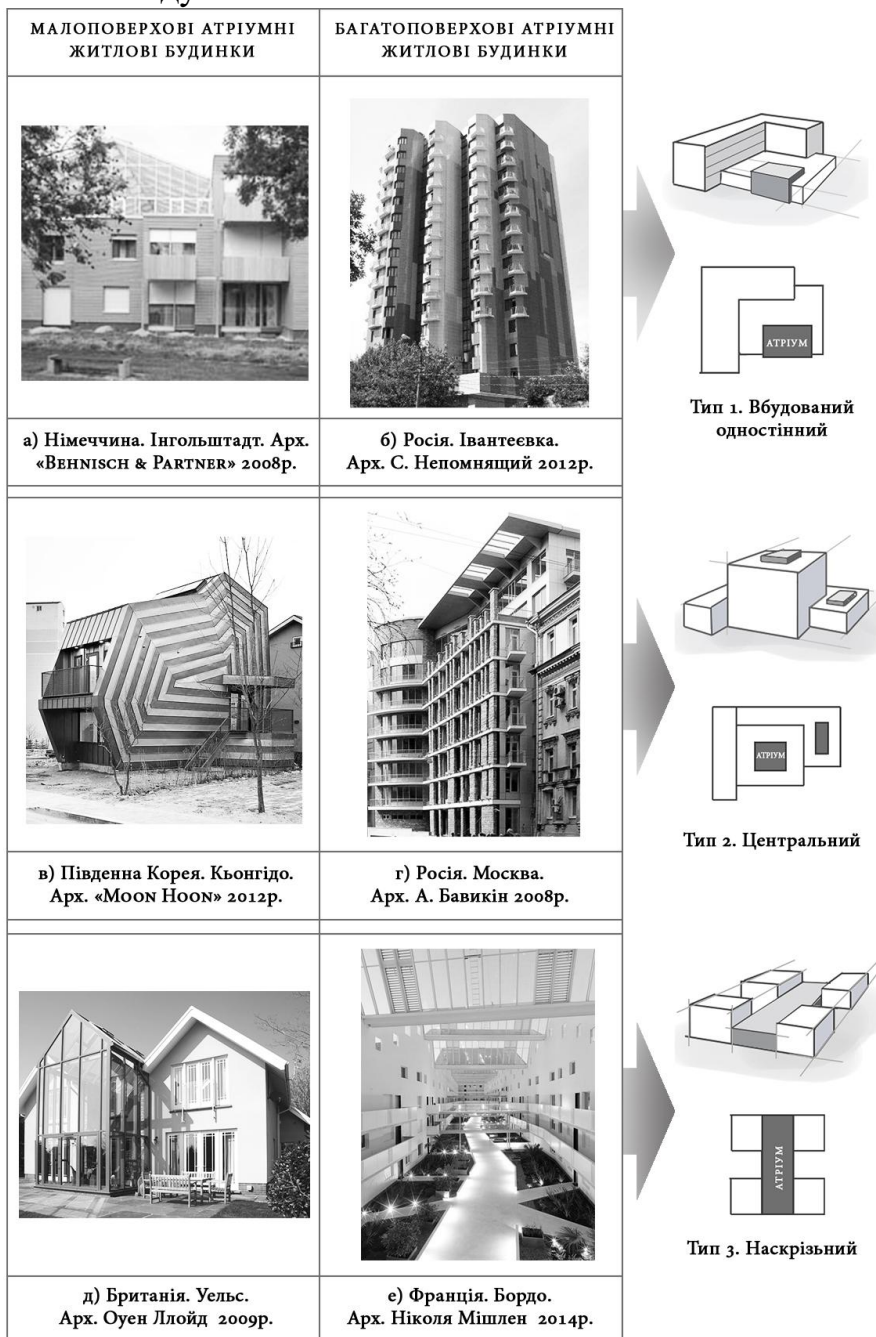 МАЛОПОВЕРХОВІ АТРІУМНІ
ЖИТЛОВІ БУДИНКИ
БАГАТОПОВЕРХОВІ АТРІУМНІ
ЖИТЛОВІ БУДИНКИ
АТРІУМ
Тип 1. Вбудований
одностінний
а) Німеччина. Інгольштадт. Арх.
«BEHNISCH & PARTNER» 2008р.
б) Росія. Івантеєвка.
Арх. С. Непомнящий 2012р.
АТРІУМ
Тип 2. Центральний
в) Південна Корея. Кьонгідо.
Арх. «MOON HOON» 2012р.
г) Росія. Москва.
Арх. А. Бавикін 2008р.
АТРІУМ
Тип 3. Наскрізьний
д) Британія. Уельс.
Арх. Оуен Ллойд 2009р.
е) Франція. Бордо.
Арх. Ніколя Мішлен 2014р.